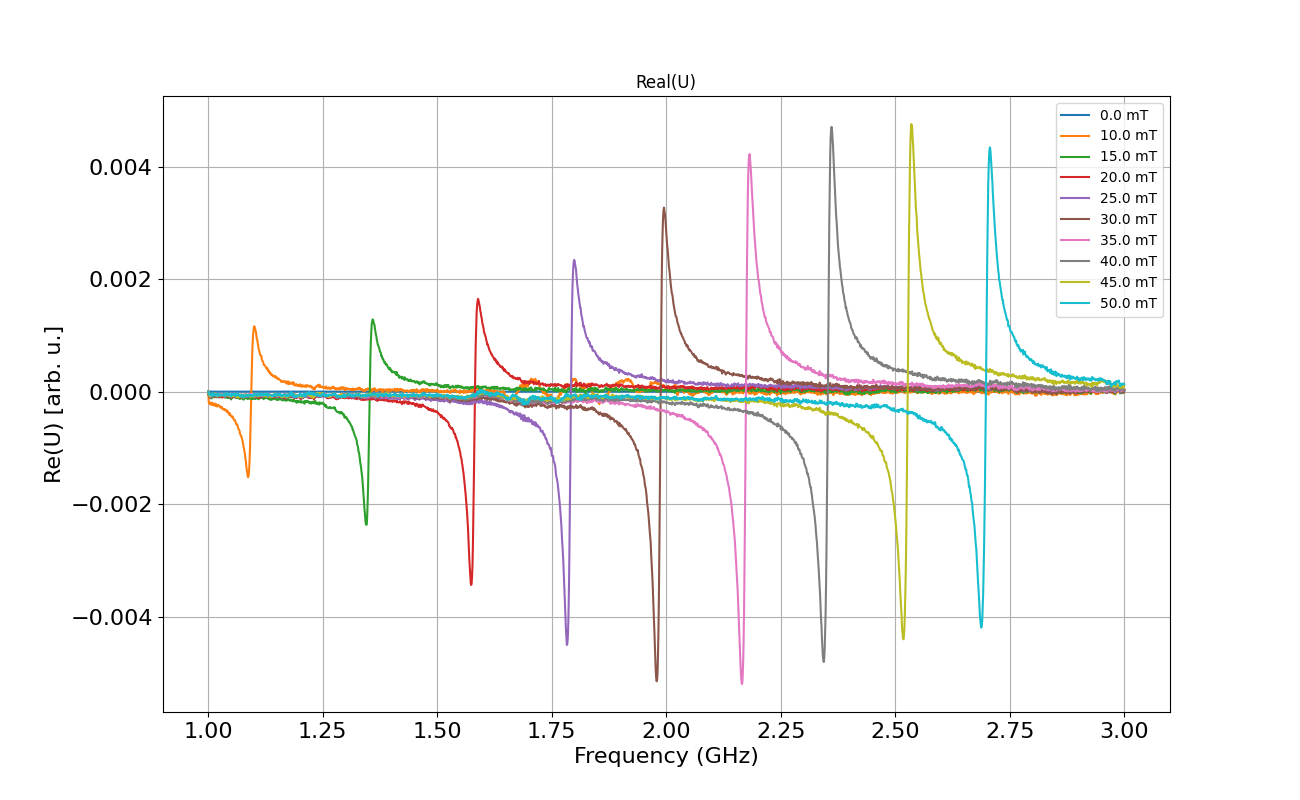 Real(U)
0.0 mT
10.0 mT
15.0 mT
20.0 mT
25.0 mT
30.0 mT
35.0 mT
40.0 mT
45.0 mT
50.0 mT
0.004
0.002
0.000
−0.002
−0.004
Re(U) [arb. u.]
1.00 1.25 1.50 1.75 2.00 2.25 2.50 2.75 3.00
Frequency (GHz)